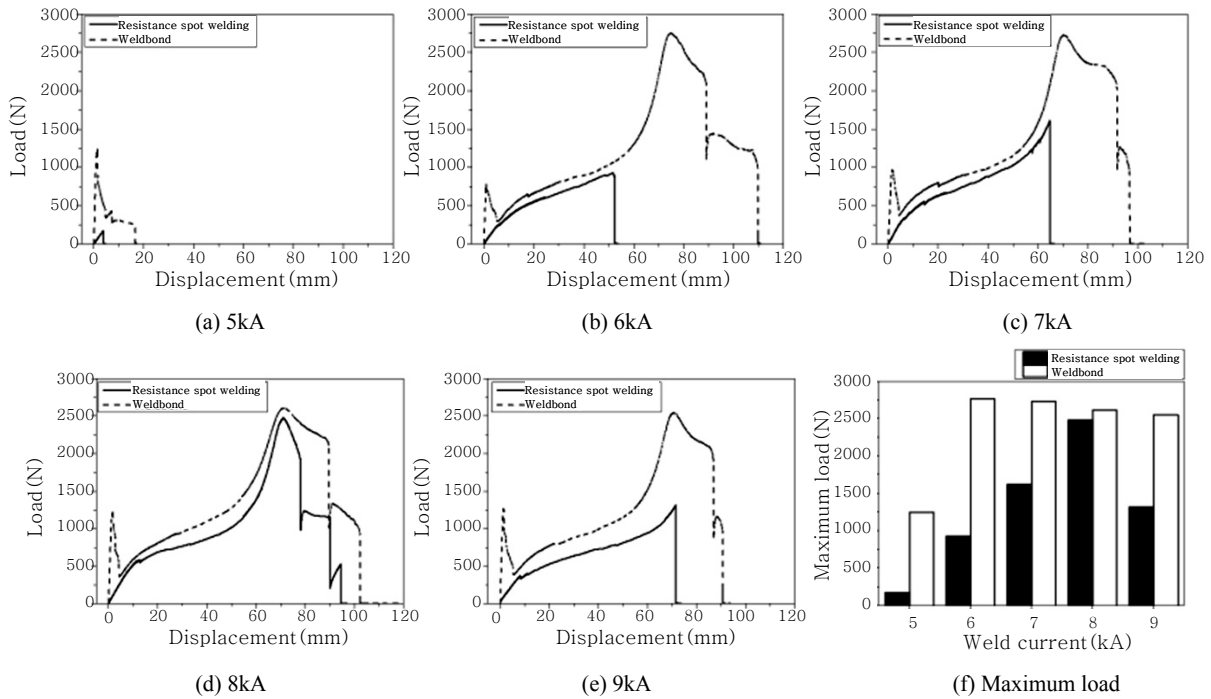 Resistance spot welding
Weldbond
Load (N)
3000
2500
2000
1500
1000
500
0
0 20 40 60 80 100 120
Displacement (mm)
(a) 5kA
Resistance spot welding
Weldbond
Load (N)
3000
2500
2000
1500
1000
500
0
0 20 40 60 80 100 120
Displacement (mm)
(b) 6kA
Resistance spot welding
Weldbond
Load (N)
3000
2500
2000
1500
1000
500
0
0 20 40 60 80 100 120
Displacement (mm)
(c) 7kA
Resistance spot welding
Weldbond
Load (N)
3000
2500
2000
1500
1000
500
0
0 20 40 60 80 100 120
Displacement (mm)
(d) 8kA
Resistance spot welding
Weldbond
Load (N)
3000
2500
2000
1500
1000
500
0
0 20 40 60 80 100 120
Displacement (mm)
(e) 9kA
Resistance spot welding
Weldbond
Maximum load (N)
3000
2500
2000
1500
1000
500
0
5 6 7 8 9
Weld current (kA)
(f) Maximum load